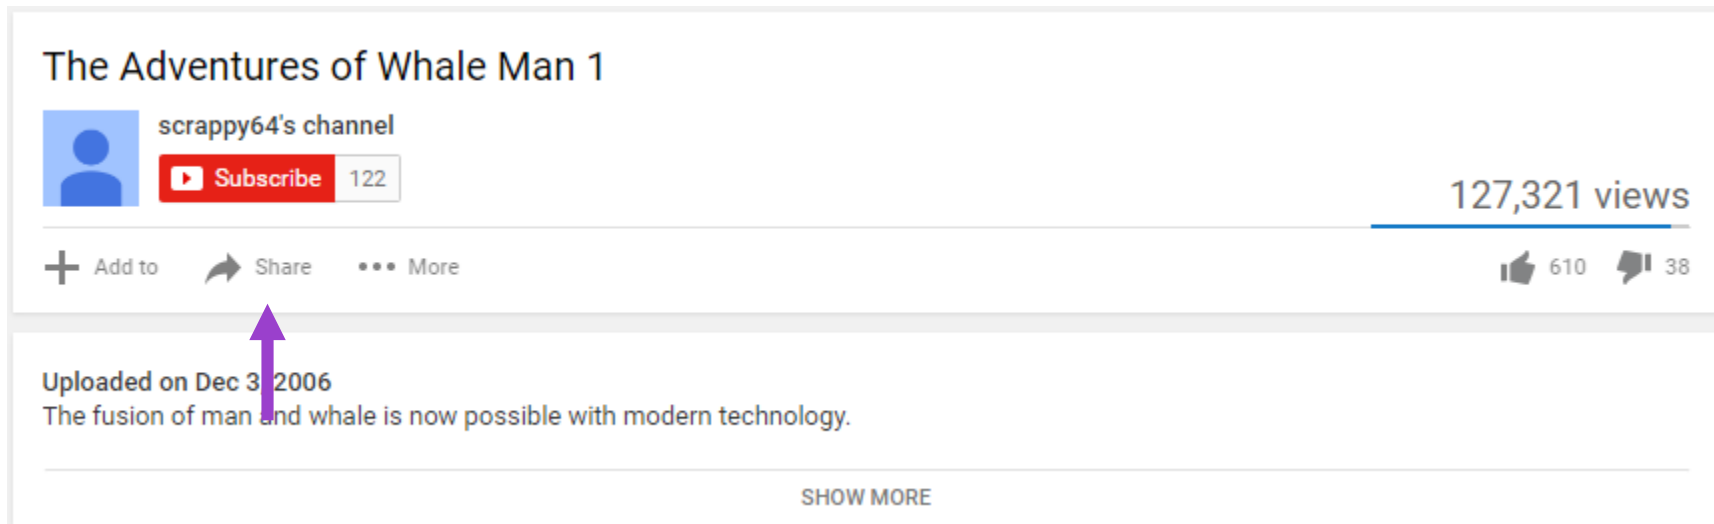 The Adventures of Whale Man 1
scrappy64's channel
Subscribe 122
127,321 views
Add to Share More 610 38
Uploaded on Dec 3, 2006
The fusion of man and whale is now possible with modern technology.
SHOW MORE